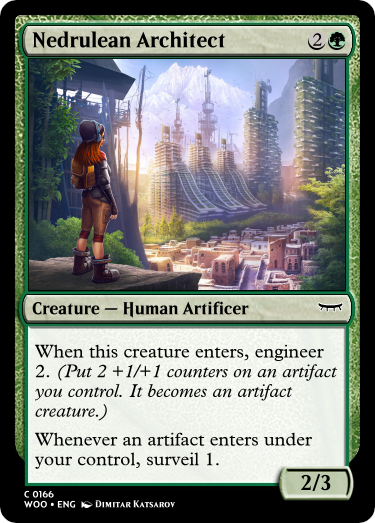 Nedrulean Architect 2
Creature — Human Artificer
When this creature enters, engineer
2. (Put 2 +1/+1 counters on an artifact
you control. It becomes an artifact
creature.)
Whenever an artifact enters under
your control, surveil 1.
2/3
C 0166
WOO • ENG Dimitar Katsarov